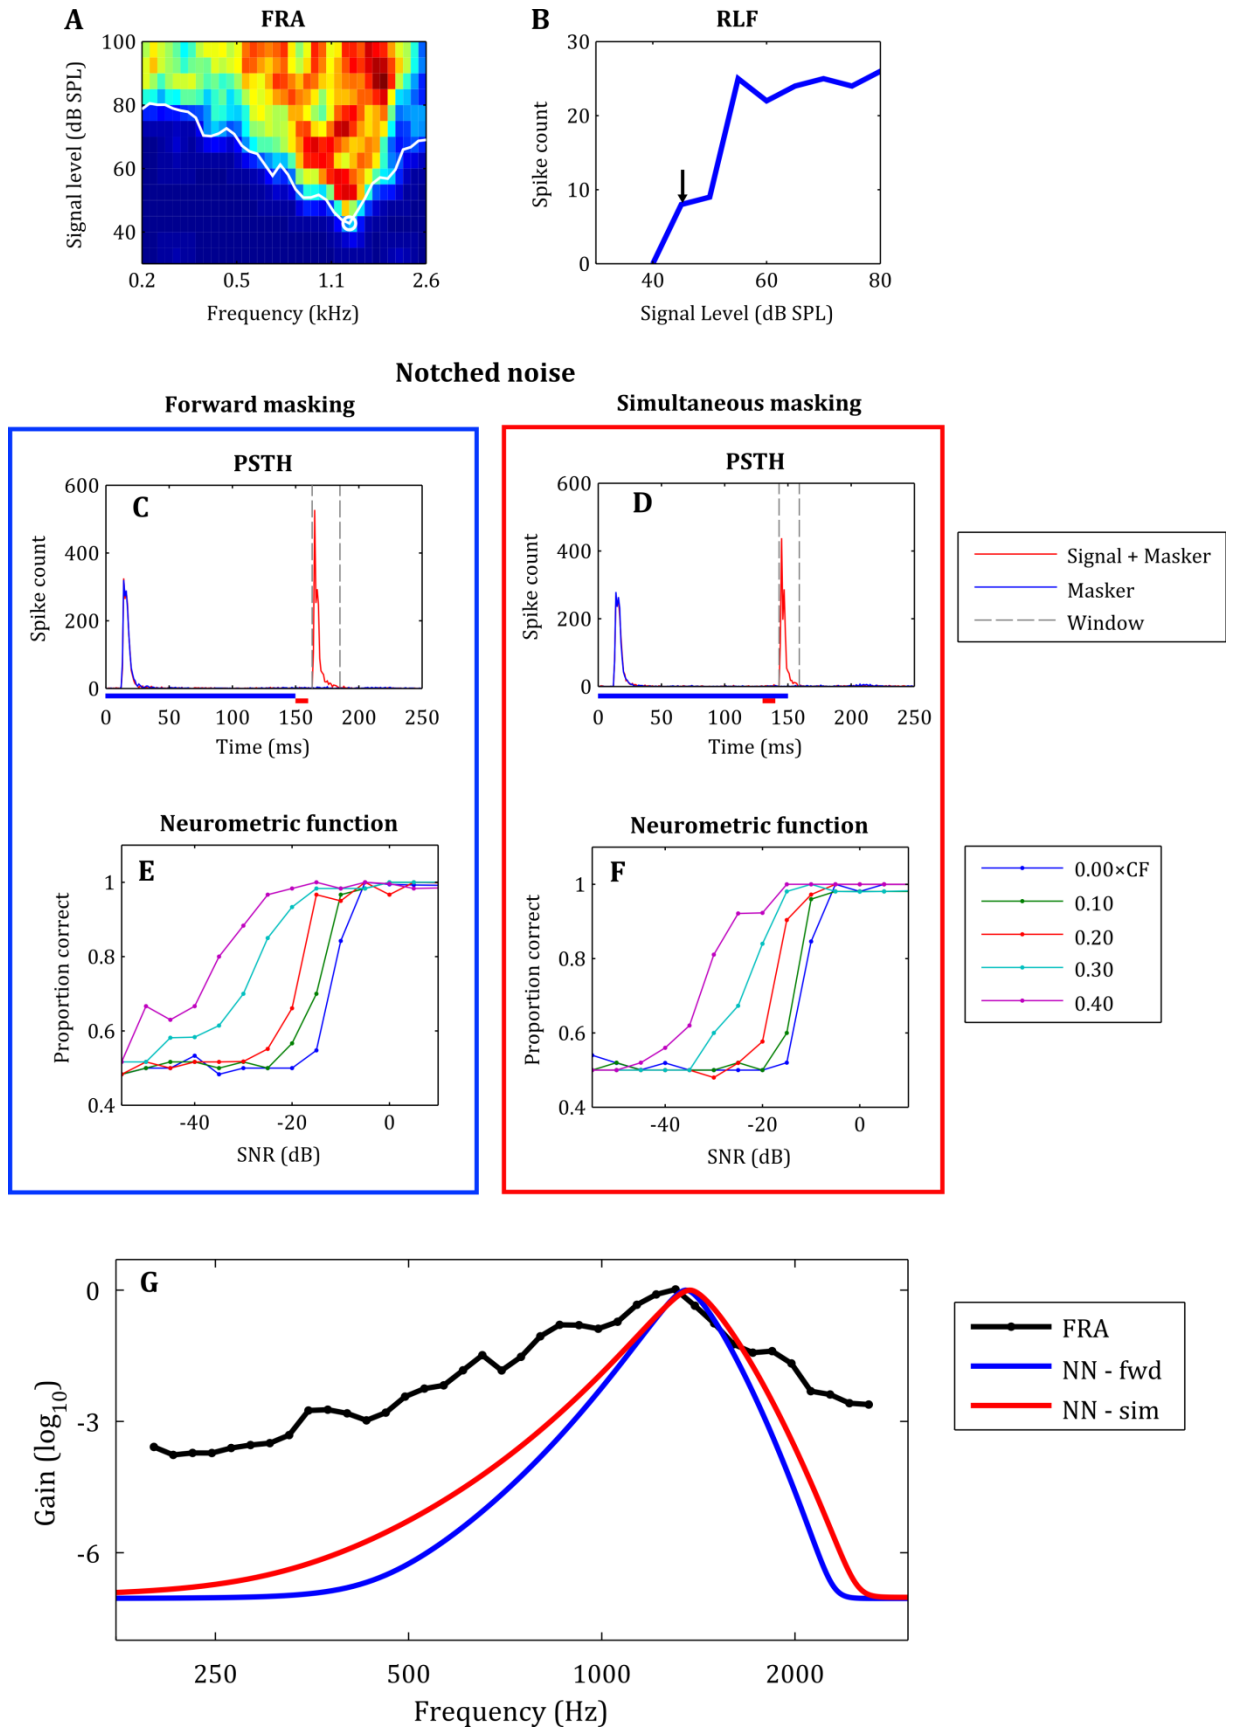 A
FRA
100
80
60
40
Signal level (dB SPL)
0.2
0.5
1.1
2.6
Frequency (kHz)
B
RLF
30
20
10
0
Spike count
40
60
80
Signal Level (dB SPL)
Notched noise
Forward masking
Simultaneous masking
PSTH
C
600
400
200
0
Spike count
0
50
100
150
200
250
Time (ms)
PSTH
D
600
400
200
0
Spike count
0
50
100
150
200
250
Time (ms)
Signal + Masker
Masker
Window
Neurometric function
E
1
0.8
0.6
0.4
Proportion correct
-40
-20
0
SNR (dB)
Neurometric function
F
1
0.8
0.6
0.4
Proportion correct
-40
-20
0
SNR (dB)
0.00×CF
0.10
0.20
0.30
0.40
G
0
-3
-6
Gain (log10)
250
500
1000
2000
Frequency (Hz)
FRA
NN - fwd
NN - sim